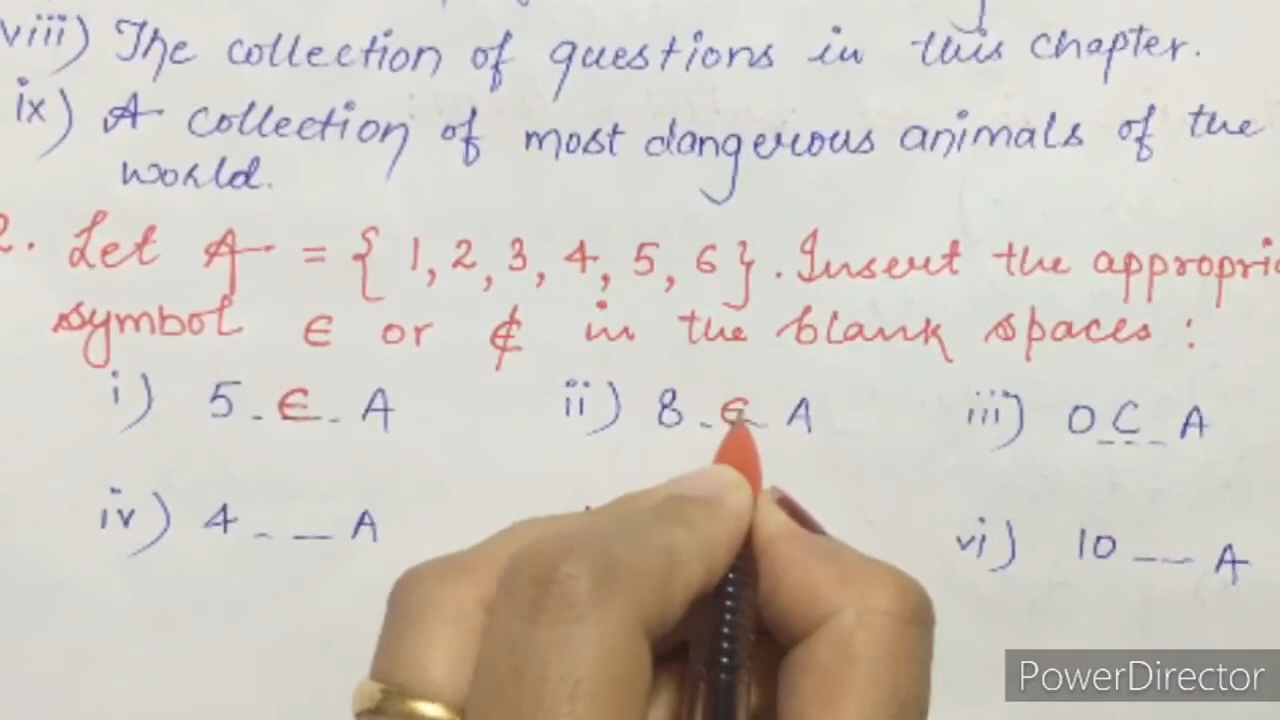 viii) The collection of questions in this chapter.
ix) A collection of most dangerous animals of the
world.
2. Let A = { 1, 2, 3, 4, 5, 6 }. Insert the appropri
symbol ∈ or ∉ in the blank spaces :
i) 5 _ ∈ _ A ii) 8 _ ∈ _ A iii) 0 C _ A
iv) 4 _ _ A vi) 10 _ _ A
PowerDirector